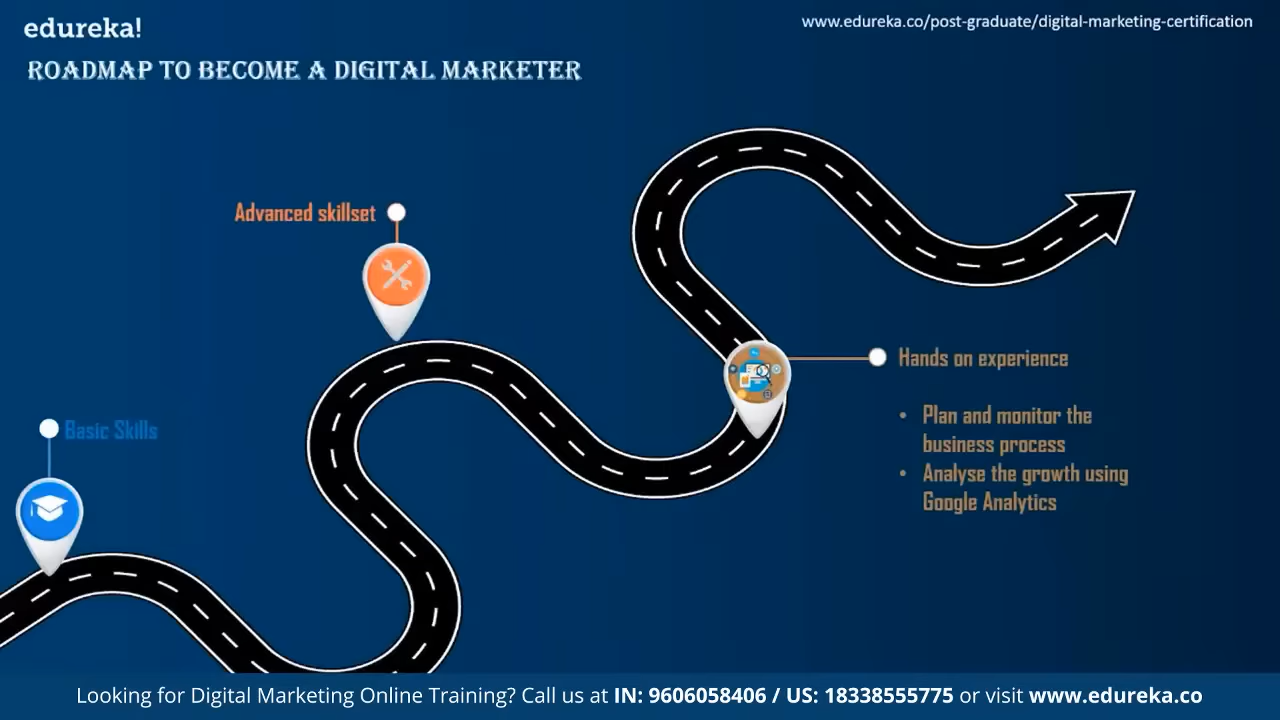 edureka!
www.edureka.co/post-graduate/digital-marketing-certification
ROADMAP TO BECOME A DIGITAL MARKETER
Advanced skillset
Basic Skills
Hands on experience
• Plan and monitor the
business process
• Analyse the growth using
Google Analytics
Looking for Digital Marketing Online Training? Call us at IN: 9606058406 / US: 18338555775 or visit www.edureka.co